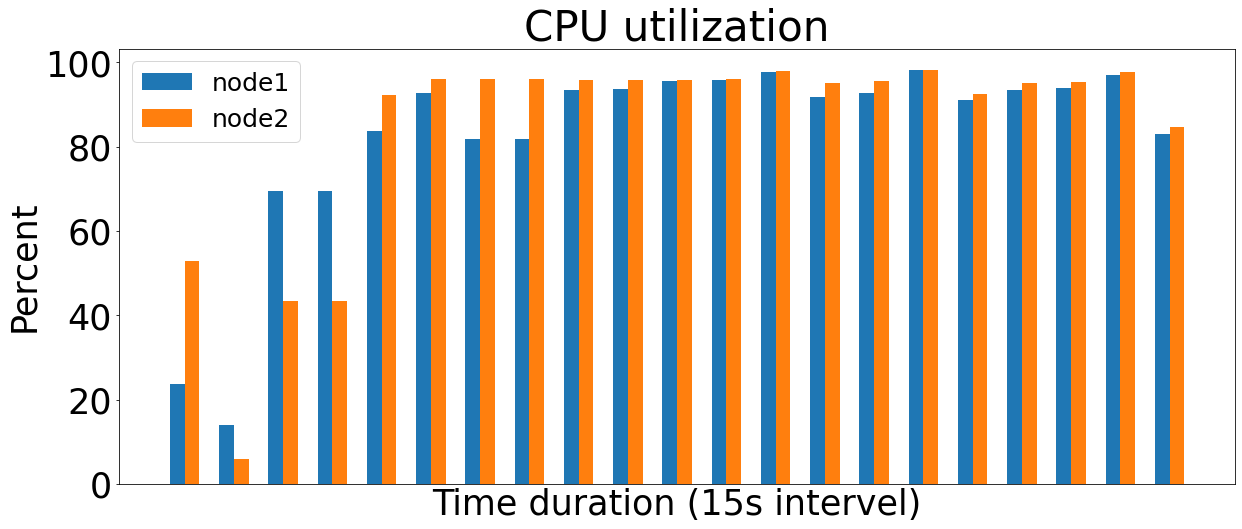 CPU utilization
node1
node2
100
80
60
40
20
0
Percent
Time duration (15s intervel)